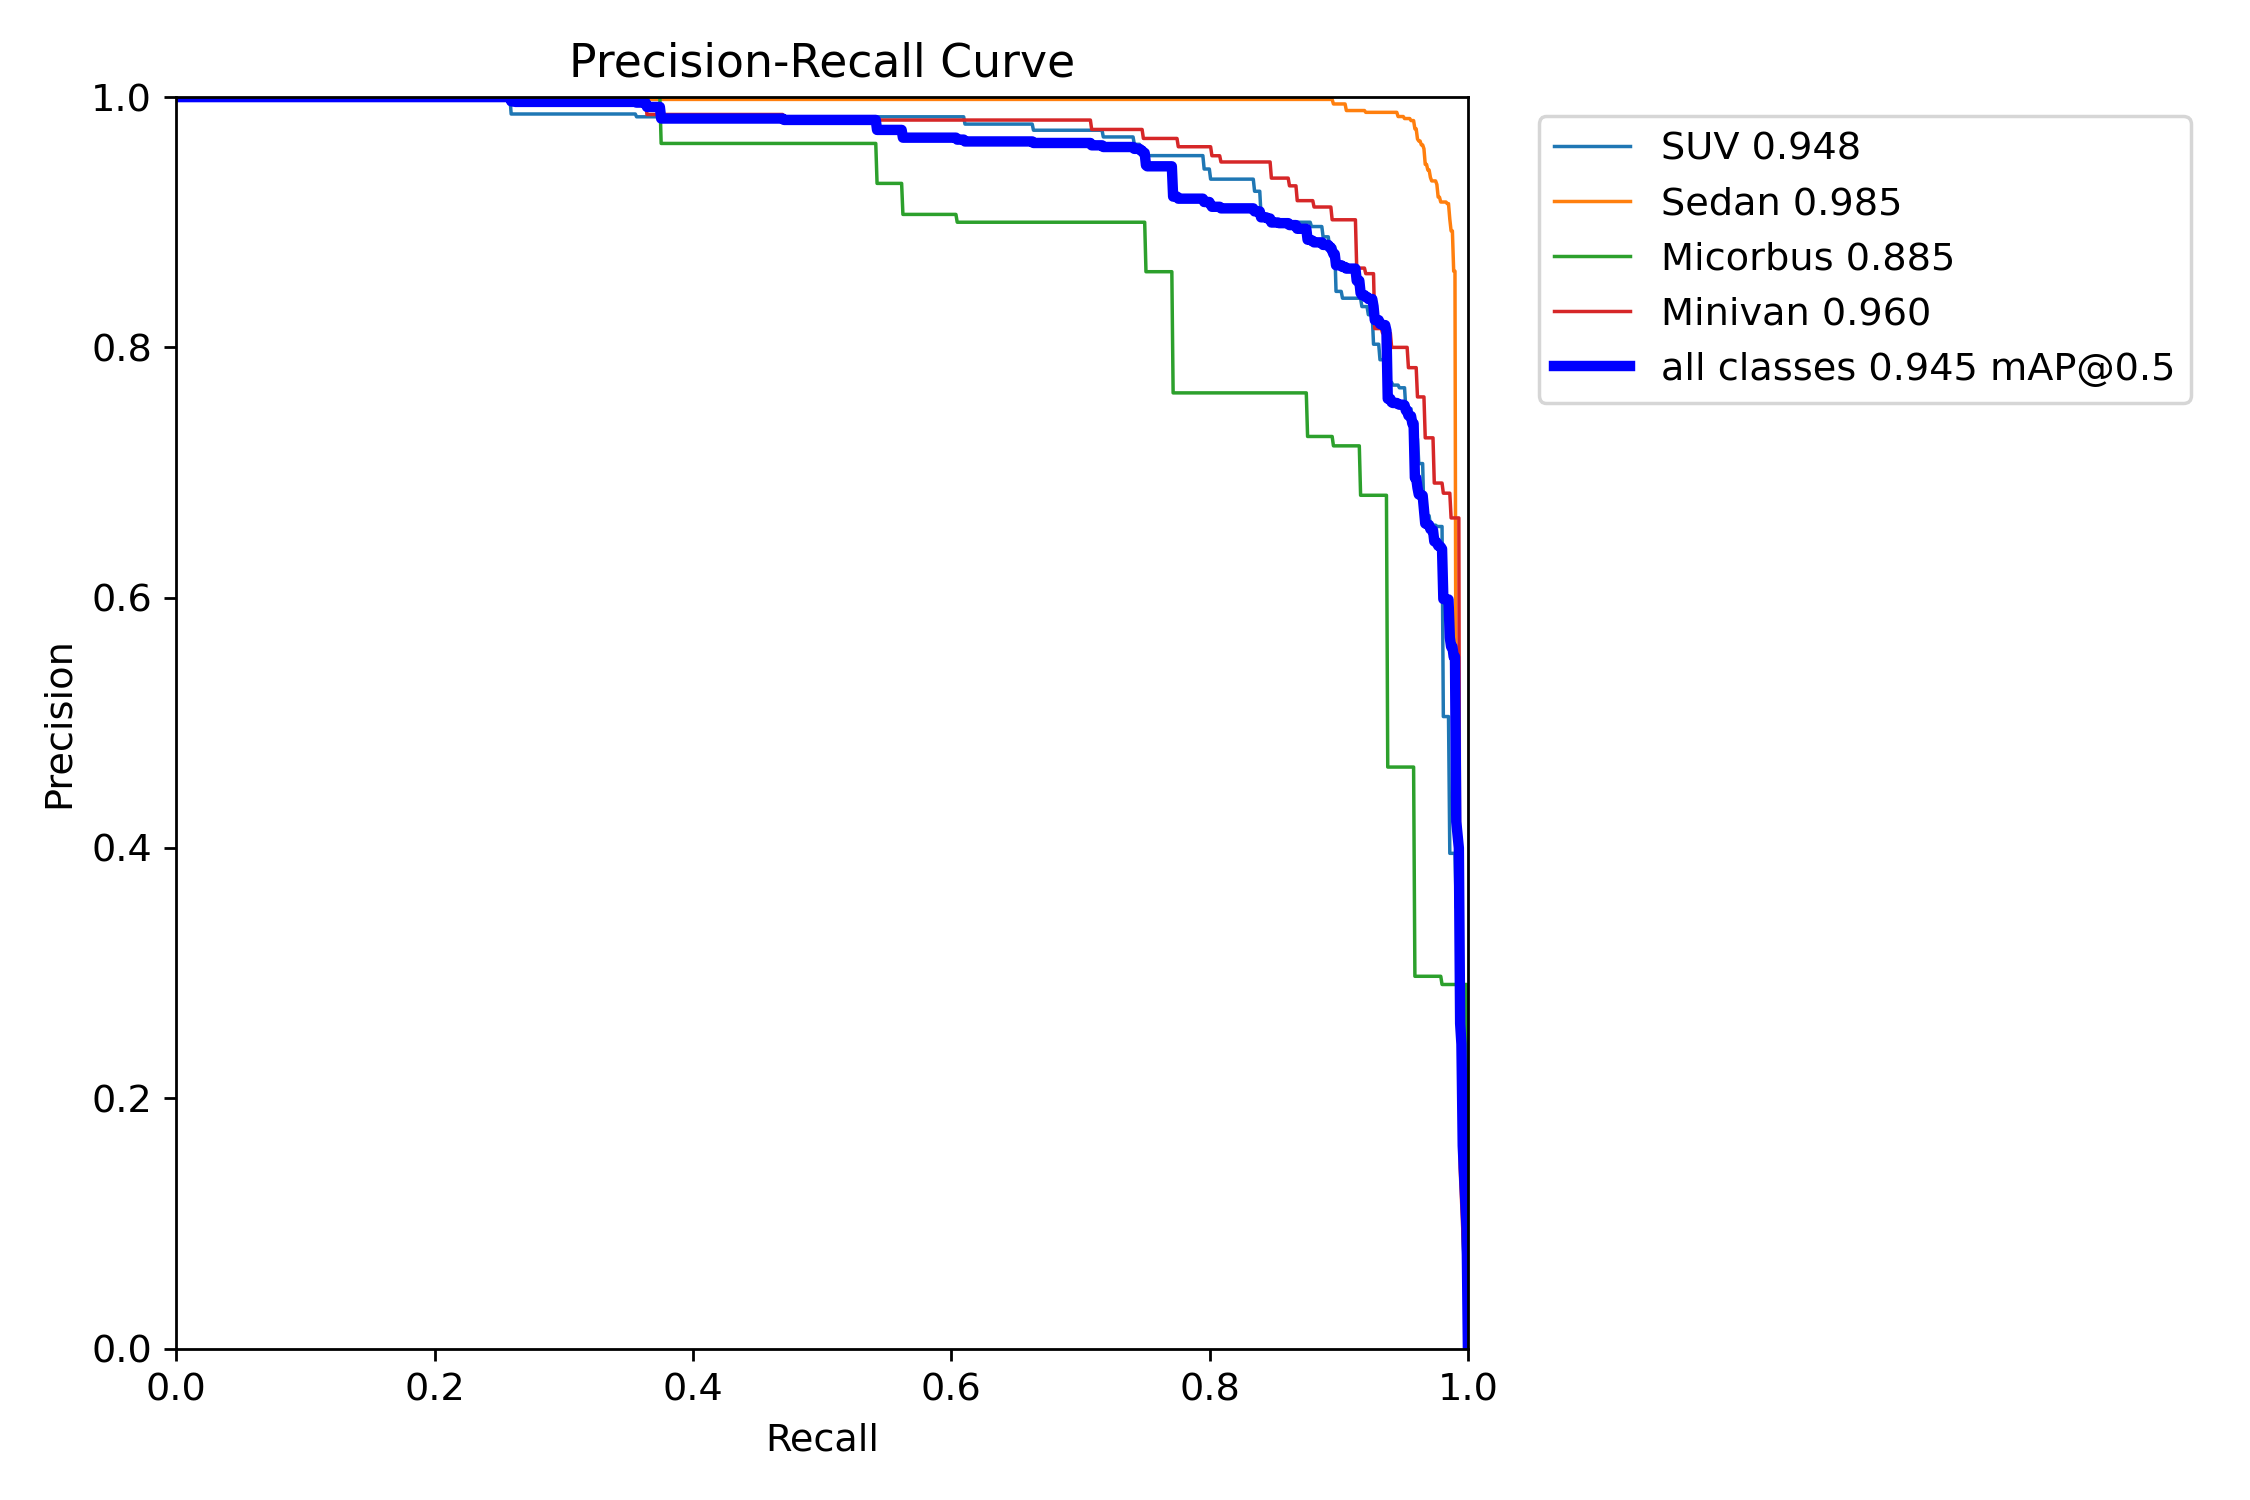 Precision-Recall Curve
1.0
0.8
0.6
0.4
0.2
0.0
Precision
0.0 0.2 0.4 0.6 0.8 1.0
Recall
SUV 0.948
Sedan 0.985
Micorbus 0.885
Minivan 0.960
all classes 0.945 mAP@0.5